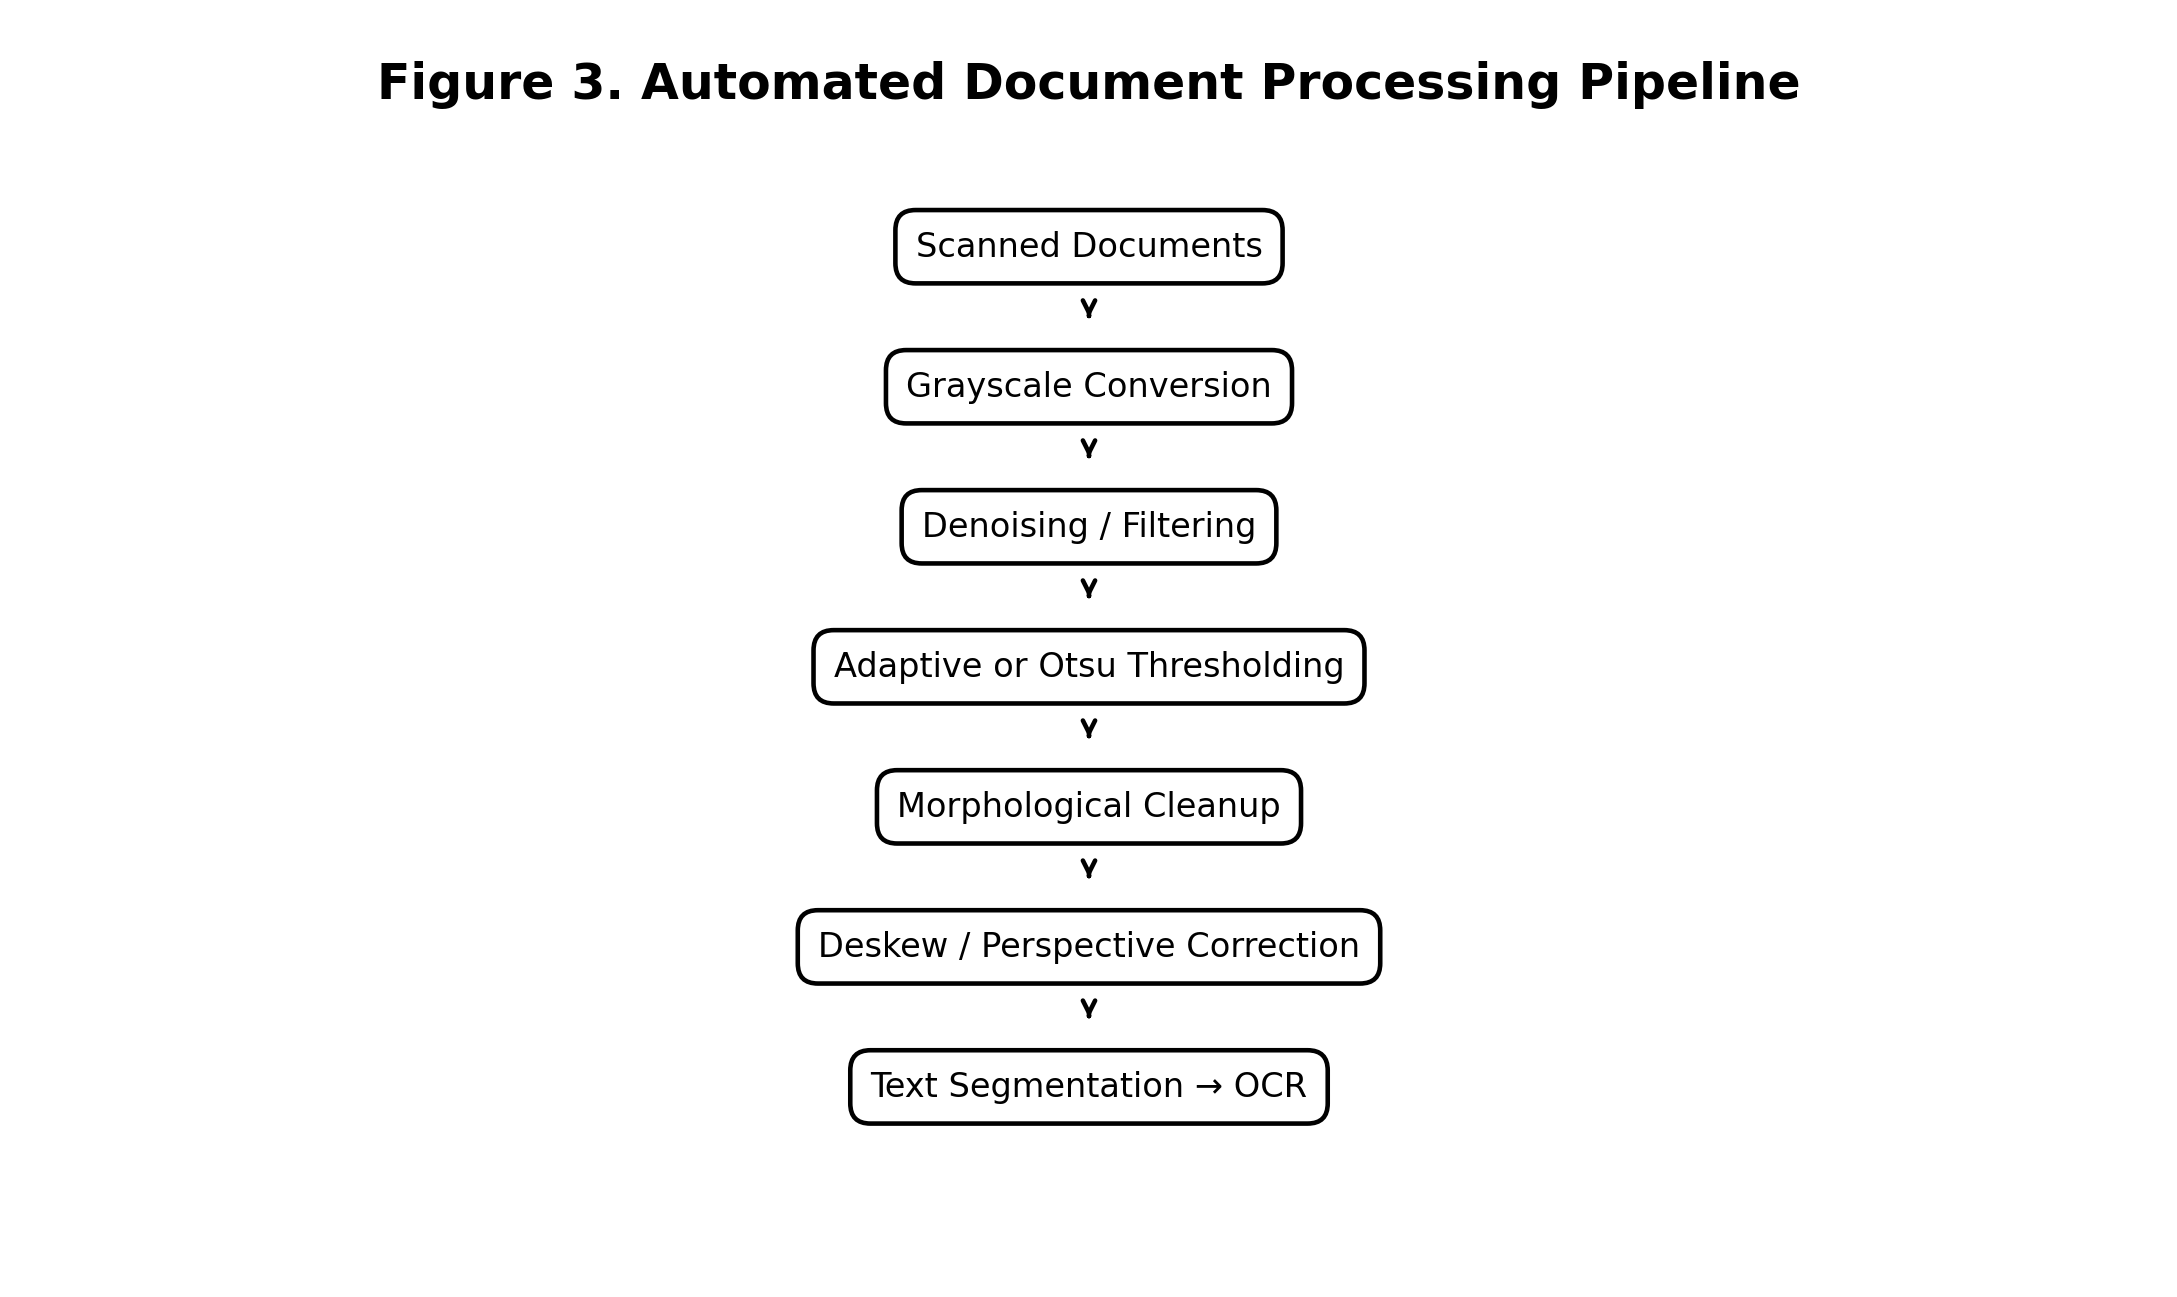 Figure 3. Automated Document Processing Pipeline
Scanned Documents
Grayscale Conversion
Denoising / Filtering
Adaptive or Otsu Thresholding
Morphological Cleanup
Deskew / Perspective Correction
Text Segmentation → OCR